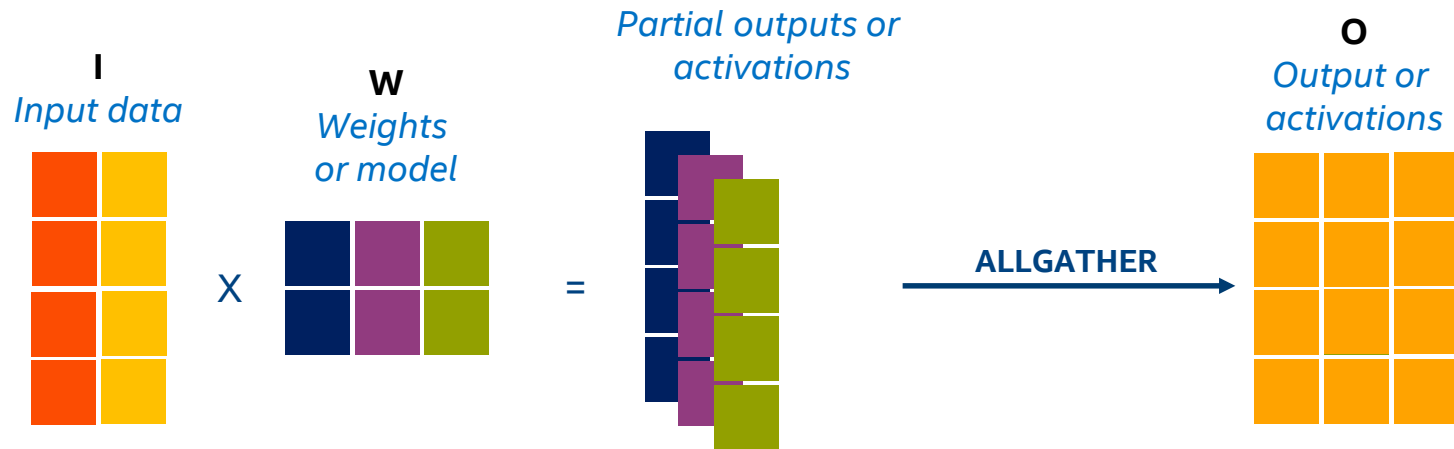 I
Input data
X
W
Weights
or model
=
Partial outputs or
activations
ALLGATHER
O
Output or
activations